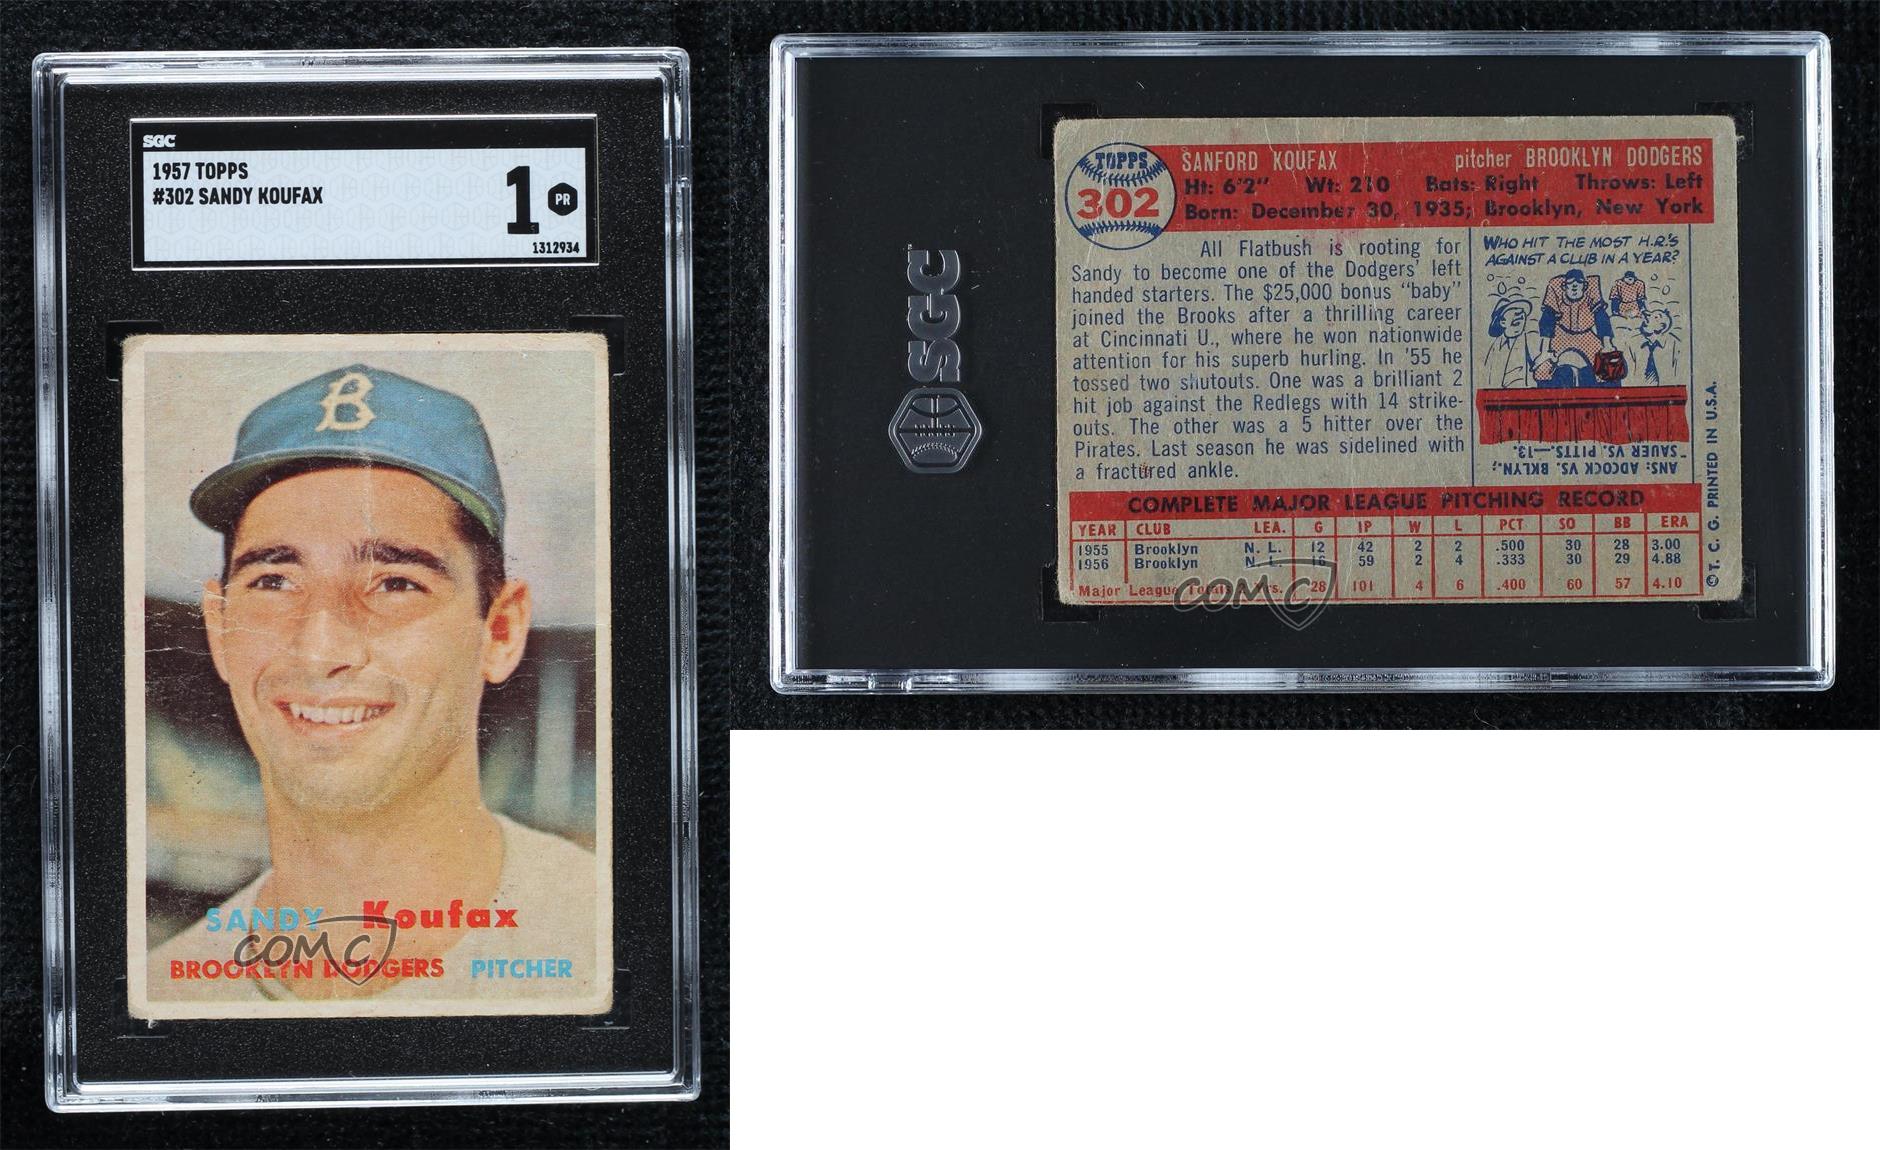 SGC
1957 TOPPS
#302 SANDY KOUFAX
1
PR
1312934
B
SANDY Koufax
BROOKLYN DODGERS PITCHER
COMC
SGC
TOPPS
302
SANFORD KOUFAX pitcher BROOKLYN DODGERS
Ht: 6'2" Wt: 210 Bats: Right Throws: Left
Born: December 30, 1935; Brooklyn, New York
All Flatbush is rooting for
Sandy to become one of the Dodgers' left
handed starters. The $25,000 bonus "baby"
joined the Brooks after a thrilling career
at Cincinnati U., where he won nationwide
attention for his superb hurling. In '55 he
tossed two shutouts. One was a brilliant 2
hit job against the Redlegs with 14 strike-
outs. The other was a 5 hitter over the
Pirates. Last season he was sidelined with
a fractured ankle.
WHO HIT THE MOST H.R.'S
AGAINST A CLUB IN A YEAR?
ANS: ADCOCK VS. BKLYN.;
SAUER VS. PITTS.—13.
COMPLETE MAJOR LEAGUE PITCHING RECORD
YEAR CLUB LEA. G IP W L PCT SO BB ERA
1955 Brooklyn N. L. 12 42 2 2 .500 30 28 3.00
1956 Brooklyn N. L. 16 59 2 4 .333 30 29 4.88
Major League Totals 2 Yrs. 28 101 4 6 .400 60 57 4.10
©T. C. G. PRINTED IN U.S.A.
COMC